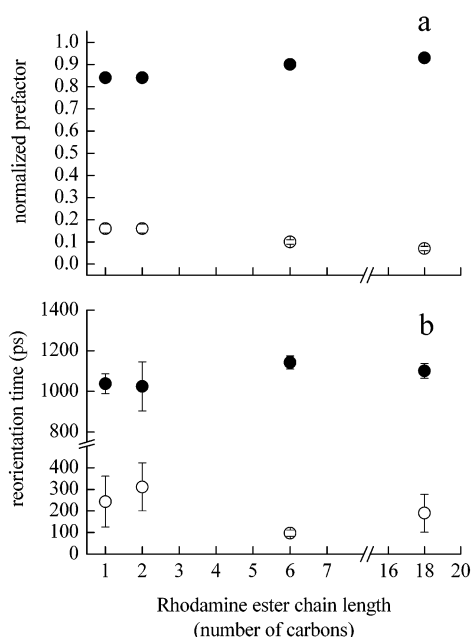 a
normalized prefactor
1.0
0.9
0.8
0.7
0.6
0.5
0.4
0.3
0.2
0.1
0.0
b
reorientation time (ps)
1400
1200
1000
800
400
300
200
100
0
1 2 3 4 5 6 7 16 18 20
Rhodamine ester chain length
(number of carbons)